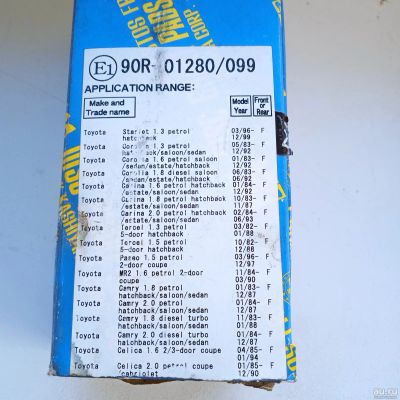 PADS
CORP.
E1 90R- 01280/099
APPLICATION RANGE:
Make and Trade name
Model Year
Front or Rear
Toyota Starlet 1.3 petrol 03/96- F
hatchback 12/99
Toyota Corolla 1.3 petrol 05/83- F
hatchback/saloon/sedan 12/92
Toyota Corolla 1.6 petrol saloon 01/83- F
/sedan/estate/hatchback 12/92
Toyota Corolla 1.8 diesel saloon 06/83- F
/sedan/estate/hatchback 06/92
Toyota Carina 1.6 petrol hatchback 01/84- F
/estate/saloon/sedan 12/92
Toyota Carina 1.8 petrol hatchback 10/83- F
/estate/saloon/sedan 12/87
Toyota Carina 2.0 petrol hatchback 02/84- F
/estate/saloon/sedan 06/93
Toyota Tercel 1.3 petrol 03/82- F
5-door hatchback 01/88
Toyota Tercel 1.5 petrol 10/82- F
5-door hatchback 12/88
Toyota Paseo 1.5 petrol 03/96- F
2-door coupe 12/97
Toyota MR2 1.6 petrol 2-door 11/84- F
coupe 03/90
Toyota Camry 1.8 petrol 01/83- F
hatchback/saloon/sedan 12/87
Toyota Camry 2.0 petrol 01/84- F
hatchback/saloon/sedan 12/87
Toyota Camry 1.8 diesel turbo 11/83- F
hatchback/saloon/sedan 01/88
Toyota Camry 2.0 diesel turbo 01/84- F
hatchback/saloon/sedan 12/90
Toyota Celica 1.6 2/3-door coupe 04/85- F
01/94
Toyota Celica 2.0 petrol coupe 01/85- F
/cabriolet 12/90
au.ru